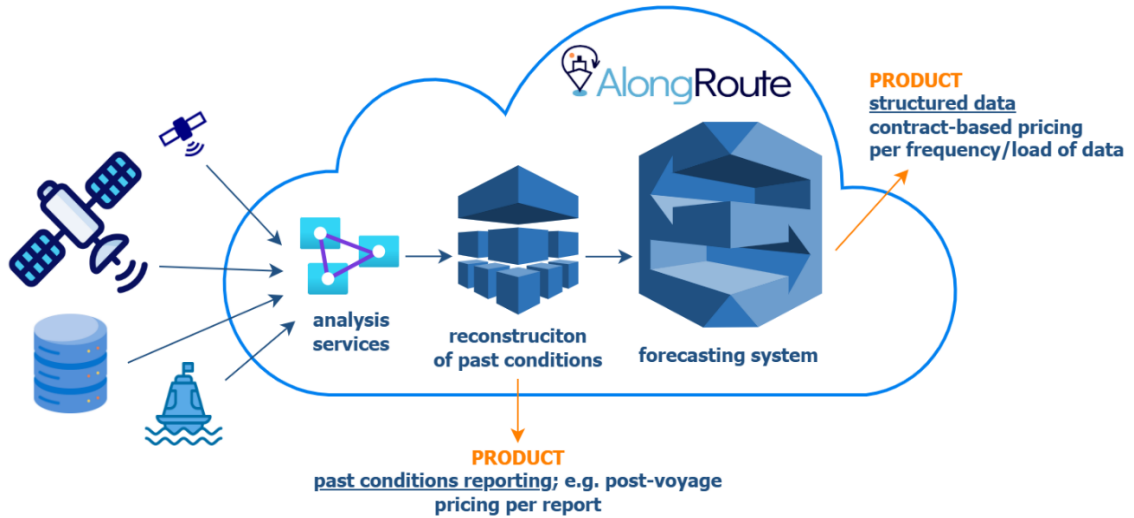 AlongRoute
PRODUCT
structured data
contract-based pricing
per frequency/load of data
analysis
services
reconstruciton
of past conditions
forecasting system
PRODUCT
past conditions reporting; e.g. post-voyage
pricing per report